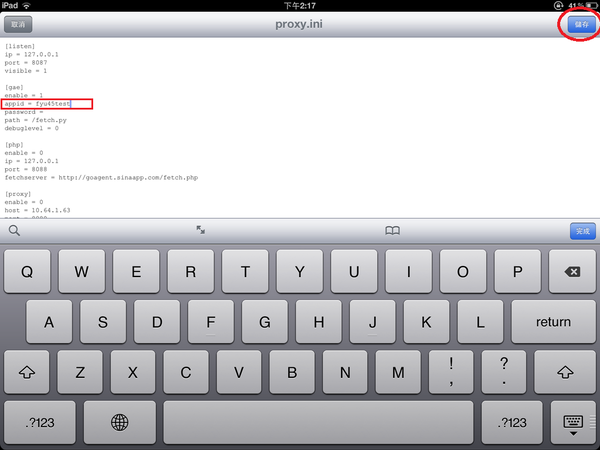 iPad 下午2:17 41%
取消 proxy.ini 儲存
[listen]
ip = 127.0.0.1
port = 8087
visible = 1
[gae]
enable = 1
appid = fyu45test
password =
path = /fetch.py
debuglevel = 0
[php]
enable = 0
ip = 127.0.0.1
port = 8088
fetchserver = http://goagent.sinaapp.com/fetch.php
[proxy]
enable = 0
host = 10.64.1.63
完成
Q W E R T Y U I O P
A S D F G H J K L return
Z X C V B N M ! , ? .
.?123 .?123